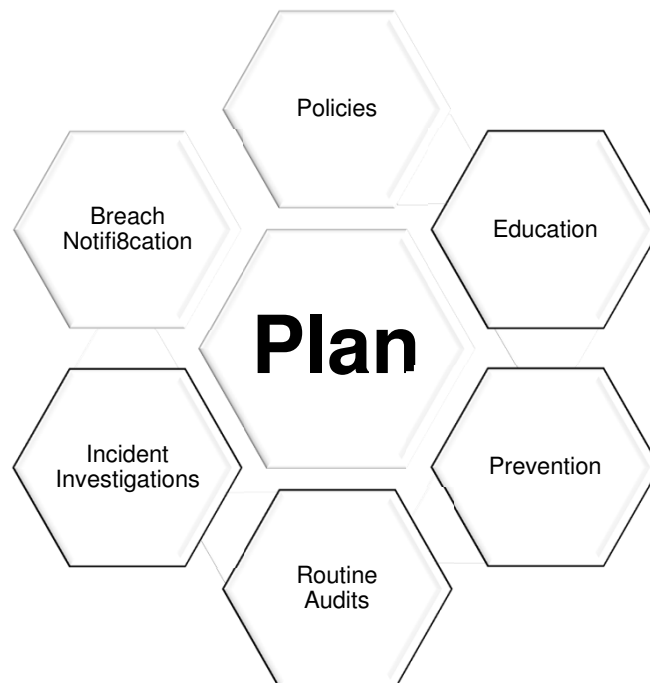 Policies
Breach
Notifi8cation
Education
Plan
Incident
Investigations
Prevention
Routine
Audits